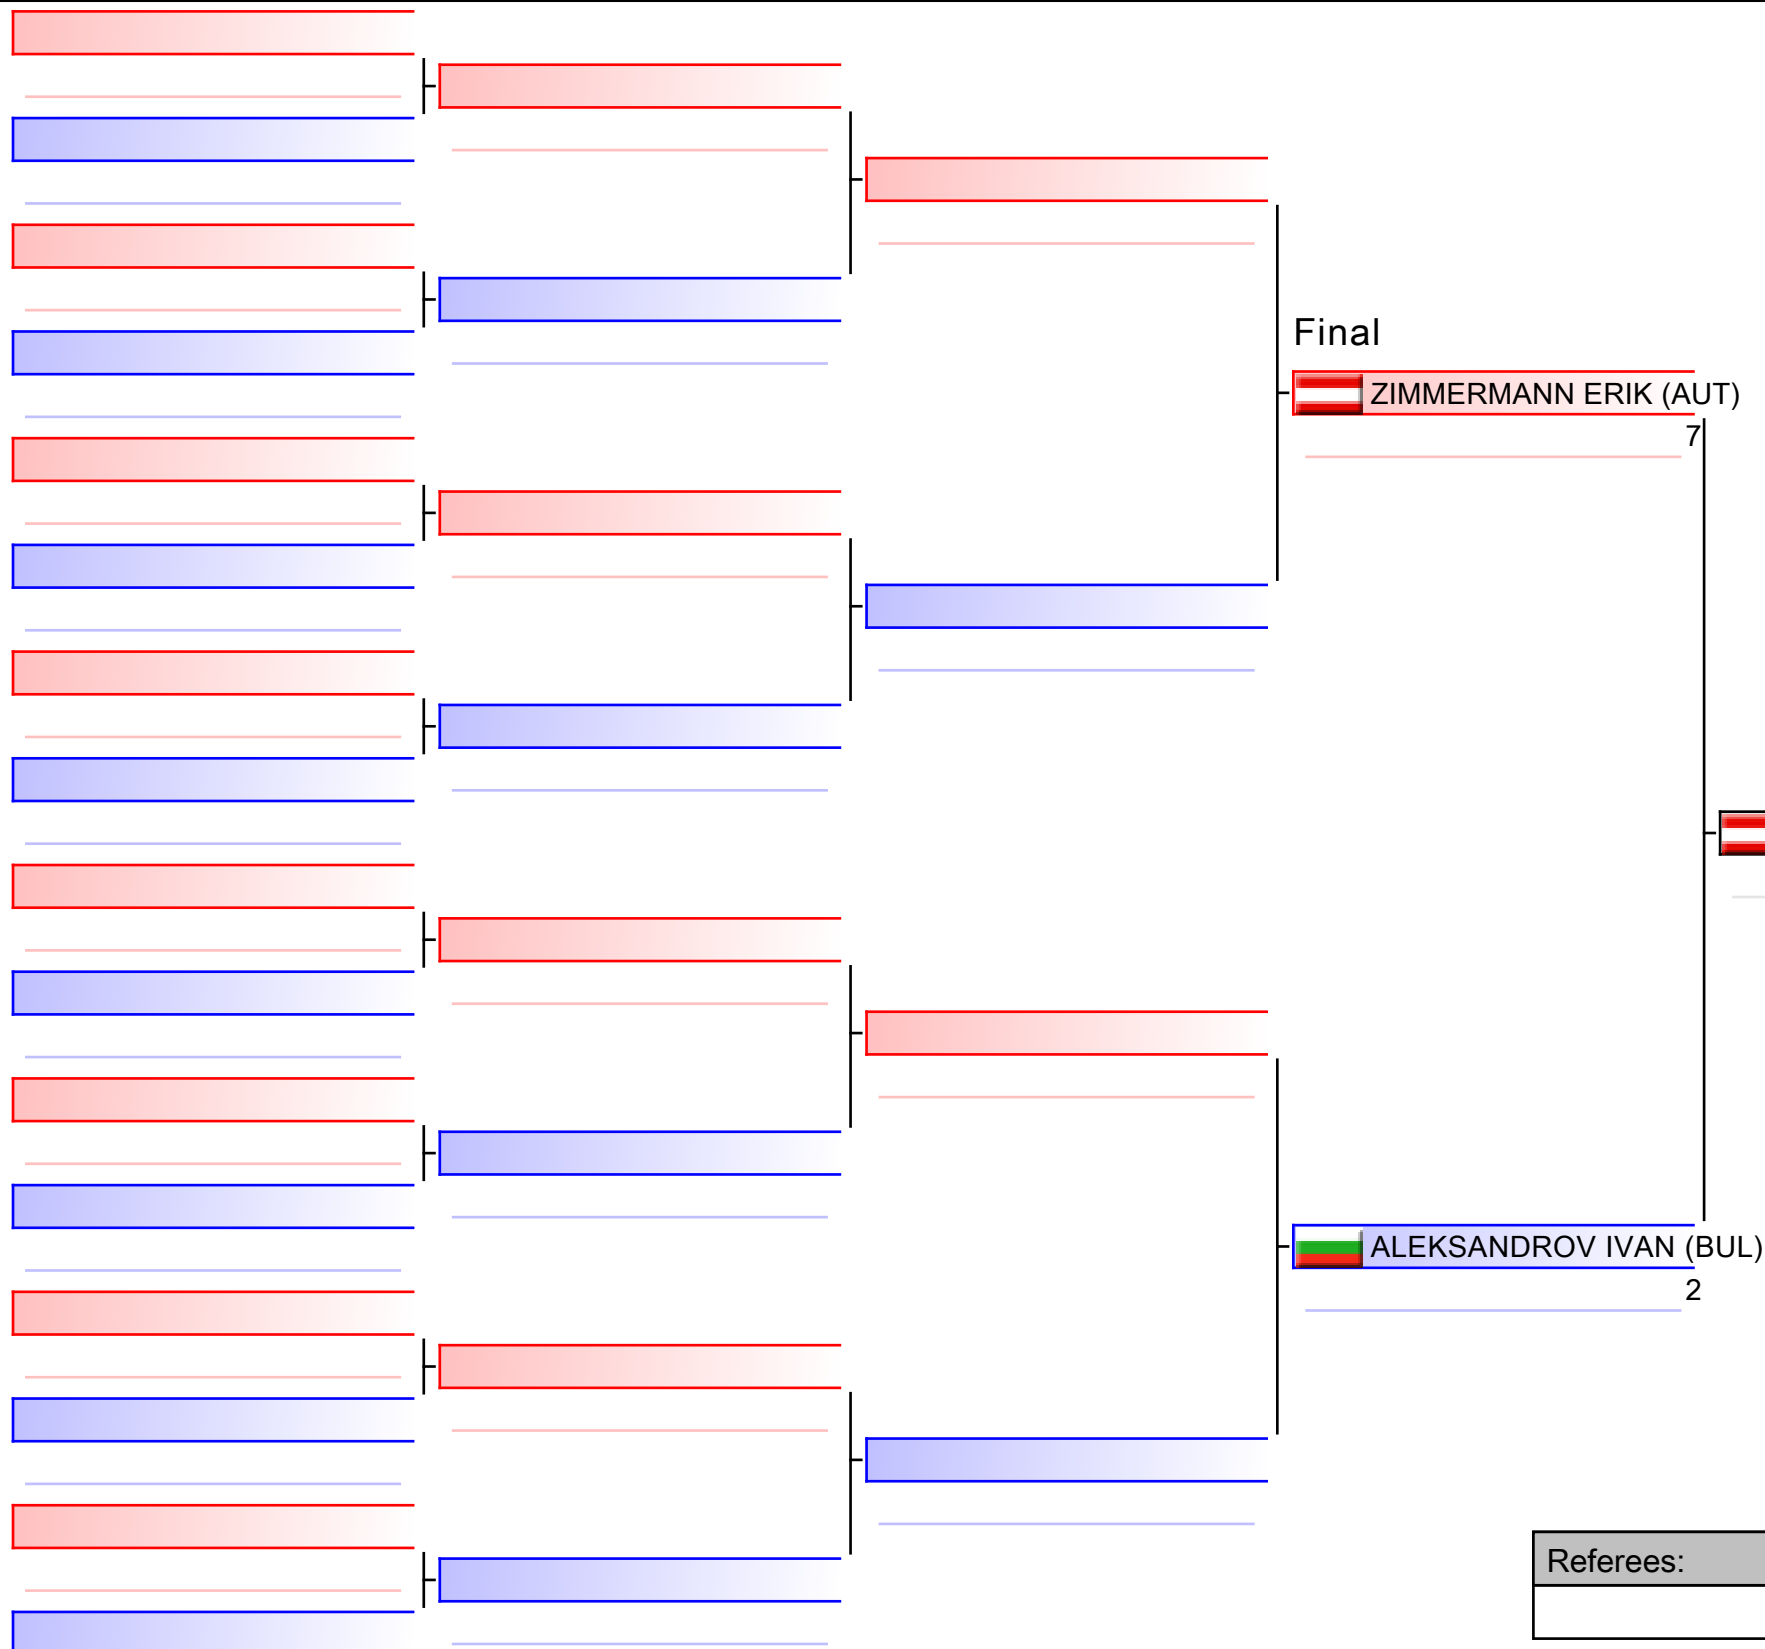 Final
ZIMMERMANN ERIK (AUT)
7
ALEKSANDROV IVAN (BUL)
2
Referees: